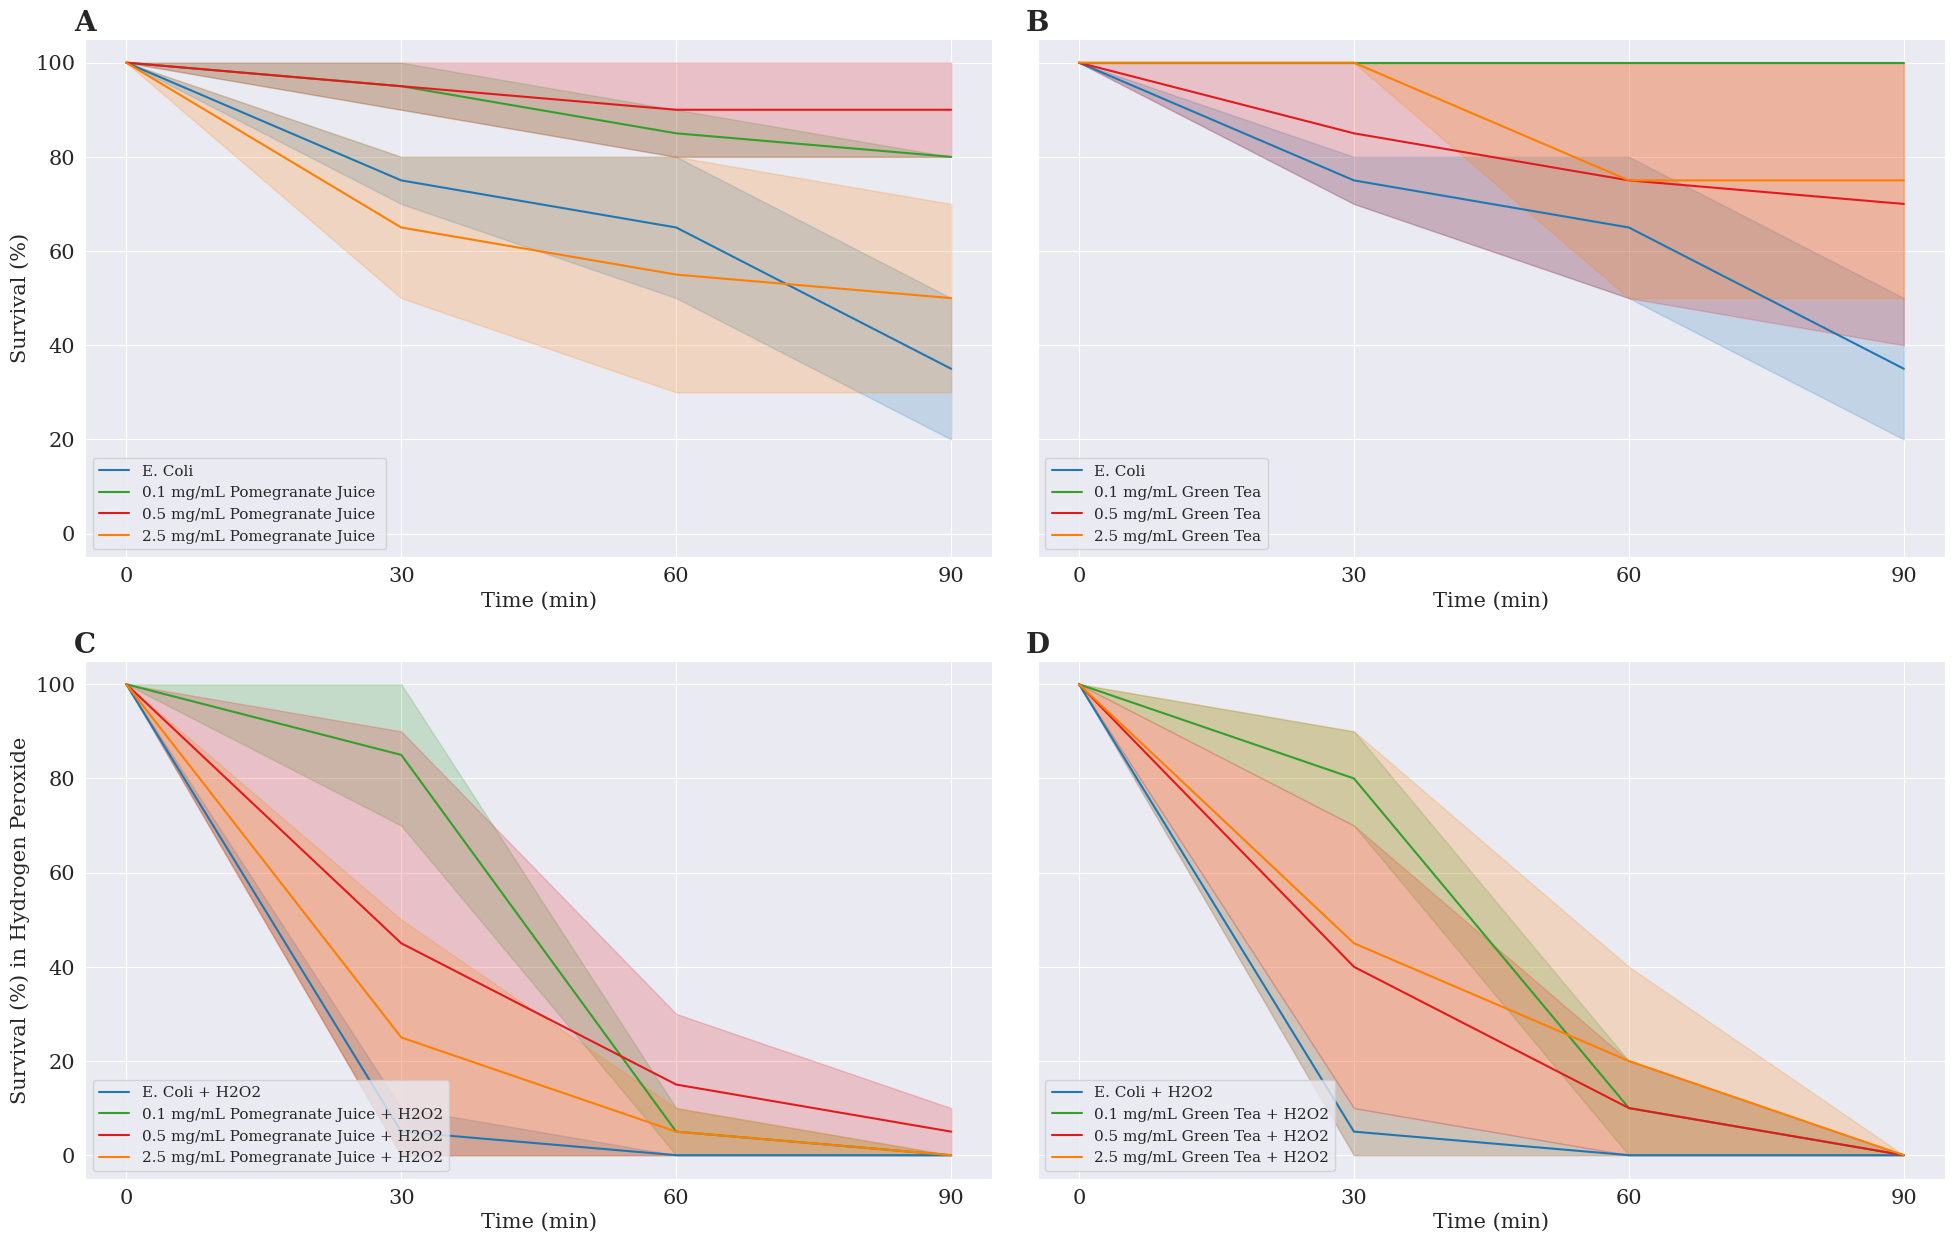 A
B
Survival (%)
100
80
60
40
20
0
E. Coli
0.1 mg/mL Pomegranate Juice
0.5 mg/mL Pomegranate Juice
2.5 mg/mL Pomegranate Juice
0 30 60 90
Time (min)
E. Coli
0.1 mg/mL Green Tea
0.5 mg/mL Green Tea
2.5 mg/mL Green Tea
0 30 60 90
Time (min)
C
D
Survival (%) in Hydrogen Peroxide
100
80
60
40
20
0
E. Coli + H2O2
0.1 mg/mL Pomegranate Juice + H2O2
0.5 mg/mL Pomegranate Juice + H2O2
2.5 mg/mL Pomegranate Juice + H2O2
0 30 60 90
Time (min)
E. Coli + H2O2
0.1 mg/mL Green Tea + H2O2
0.5 mg/mL Green Tea + H2O2
2.5 mg/mL Green Tea + H2O2
0 30 60 90
Time (min)